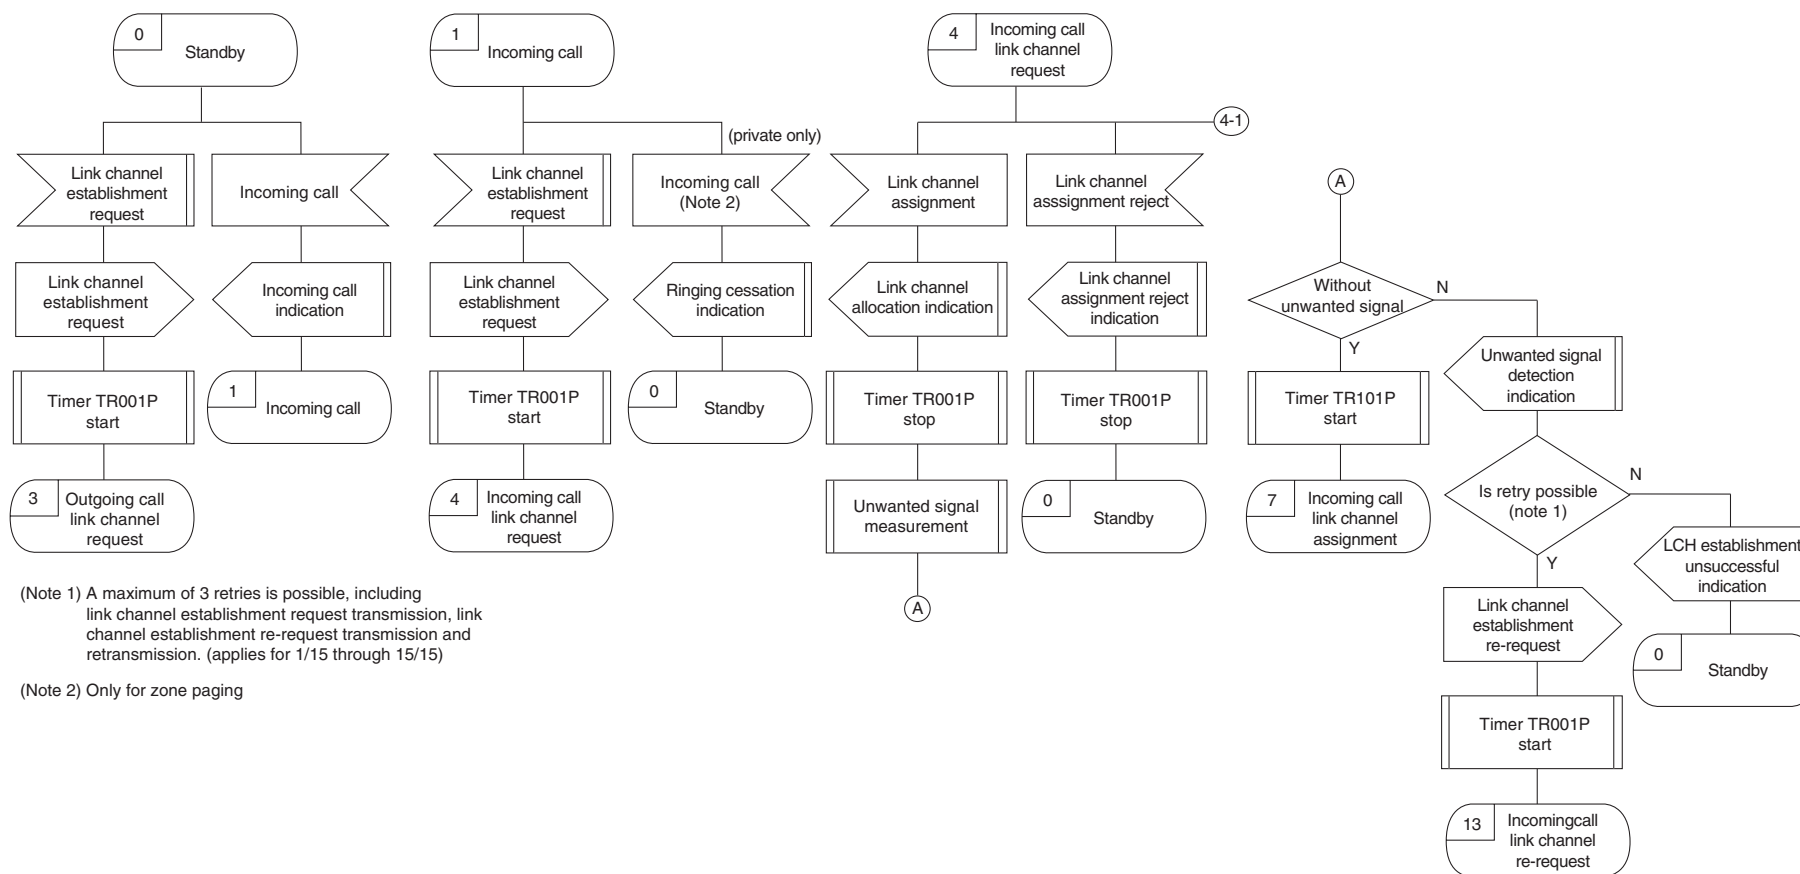 0
Standby
Link channel
establishment
request
Incoming call
Link channel
establishment
request
Incoming call
indication
Timer TR001P
start
1
Incoming call
3
Outgoing call
link channel
request
1
Incoming call
(private only)
Link channel
establishment
request
Incoming call
(Note 2)
Link channel
establishment
request
Ringing cessation
indication
Timer TR001P
start
0
Standby
4
Incoming call
link channel
request
4
Incoming call
link channel
request
4-1
Link channel
assignment
Link channel
asssignment reject
Link channel
allocation indication
Link channel
assignment reject
indication
Timer TR001P
stop
Timer TR001P
stop
Unwanted signal
measurement
0
Standby
A
A
Without
unwanted signal
N
Y
Timer TR101P
start
7
Incoming call
link channel
assignment
Unwanted signal
detection
indication
Is retry possible
(note 1)
N
Y
LCH establishment
unsuccessful
indication
0
Standby
Link channel
establishment
re-request
Timer TR001P
start
13
Incomingcall
link channel
re-request
(Note 1) A maximum of 3 retries is possible, including
link channel establishment request transmission, link
channel establishment re-request transmission and
retransmission. (applies for 1/15 through 15/15)
(Note 2) Only for zone paging